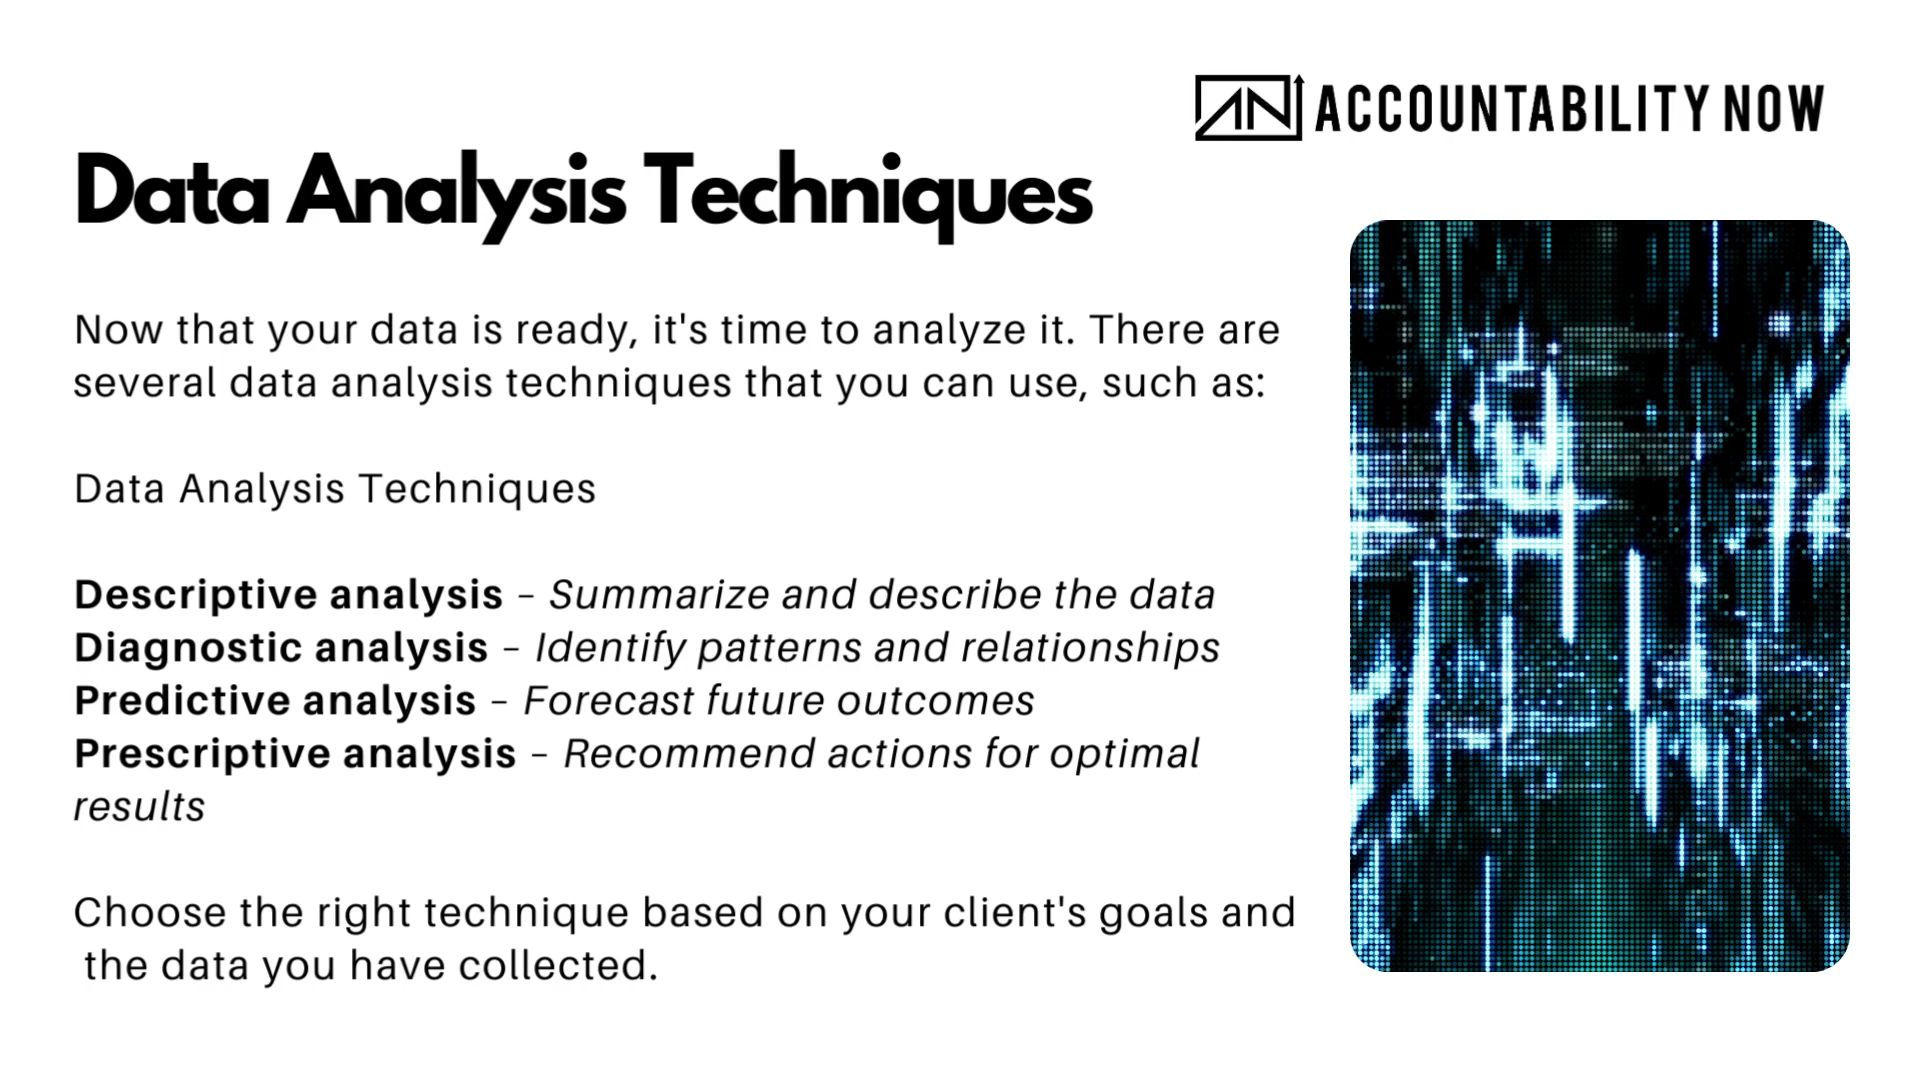 ACCOUNTABILITY NOW
Data Analysis Techniques
Now that your data is ready, it's time to analyze it. There are
several data analysis techniques that you can use, such as:
Data Analysis Techniques
Descriptive analysis – Summarize and describe the data
Diagnostic analysis – Identify patterns and relationships
Predictive analysis – Forecast future outcomes
Prescriptive analysis – Recommend actions for optimal
results
Choose the right technique based on your client's goals and
the data you have collected.